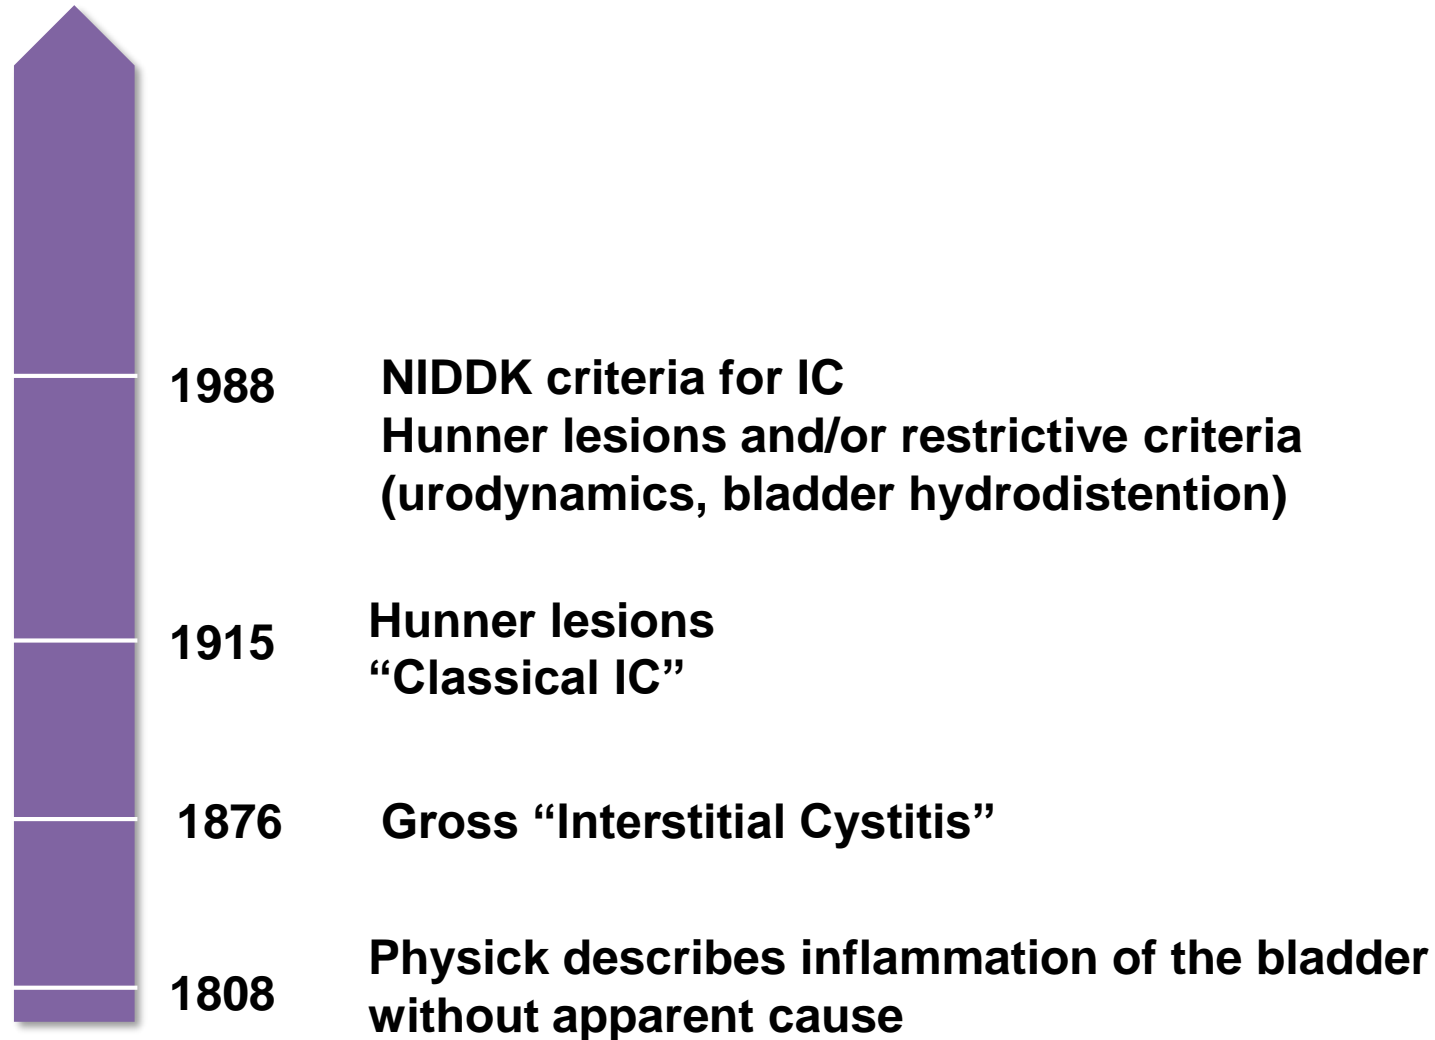 1988
NIDDK criteria for IC
Hunner lesions and/or restrictive criteria
(urodynamics, bladder hydrodistention)
1915
Hunner lesions
“Classical IC”
1876
Gross “Interstitial Cystitis”
1808
Physick describes inflammation of the bladder
without apparent cause